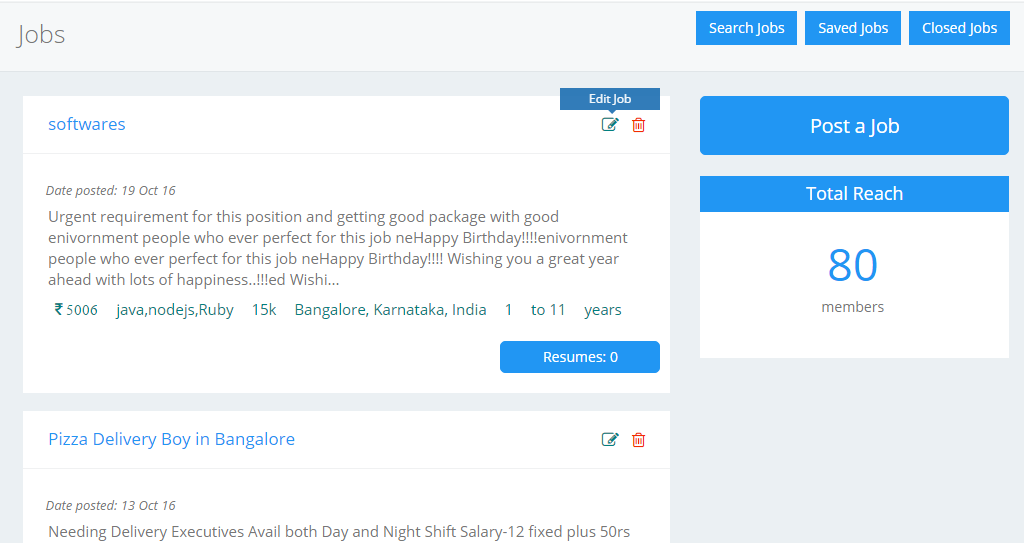 Jobs
Search Jobs
Saved Jobs
Closed Jobs
Edit Job
softwares
Date posted: 19 Oct 16
Urgent requirement for this position and getting good package with good
enivornment people who ever perfect for this job neHappy Birthday!!!!enivornment
people who ever perfect for this job neHappy Birthday!!!! Wishing you a great year
ahead with lots of happiness..!!!ed Wishi...
₹ 5006 java,nodejs,Ruby 15k Bangalore, Karnataka, India 1 to 11 years
Resumes: 0
Pizza Delivery Boy in Bangalore
Date posted: 13 Oct 16
Needing Delivery Executives Avail both Day and Night Shift Salary-12 fixed plus 50rs
Post a Job
Total Reach
80
members